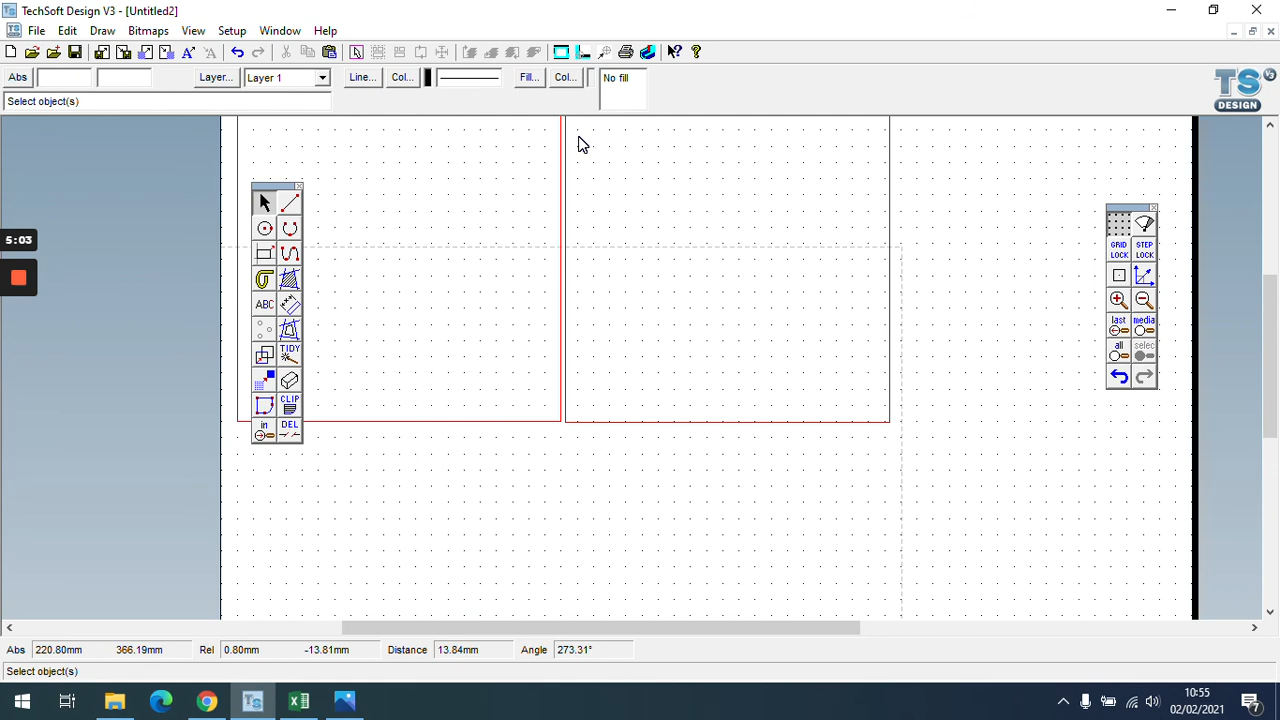 TechSoft Design V3 - [Untitled2]
File Edit Draw Bitmaps View Setup Window Help
Abs Layer... Layer 1 Line... Col... Fill... Col... No fill
Select object(s)
TS V3
DESIGN
5:03
GRID LOCK STEP LOCK
ABC
last media
TIDY
all selec
CLIP
in DEL
Abs 220.80mm 366.19mm Rel 0.80mm -13.81mm Distance 13.84mm Angle 273.31°
Select object(s)
10:55
02/02/2021
7